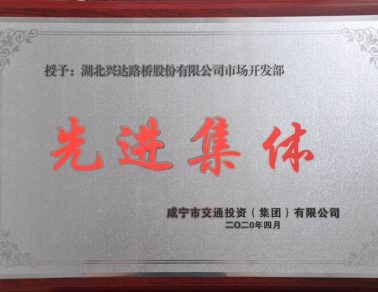 授予：湖北兴达路桥股份有限公司市场开发部
先进集体
咸宁市交通投资（集团）有限公司
二〇二〇年四月